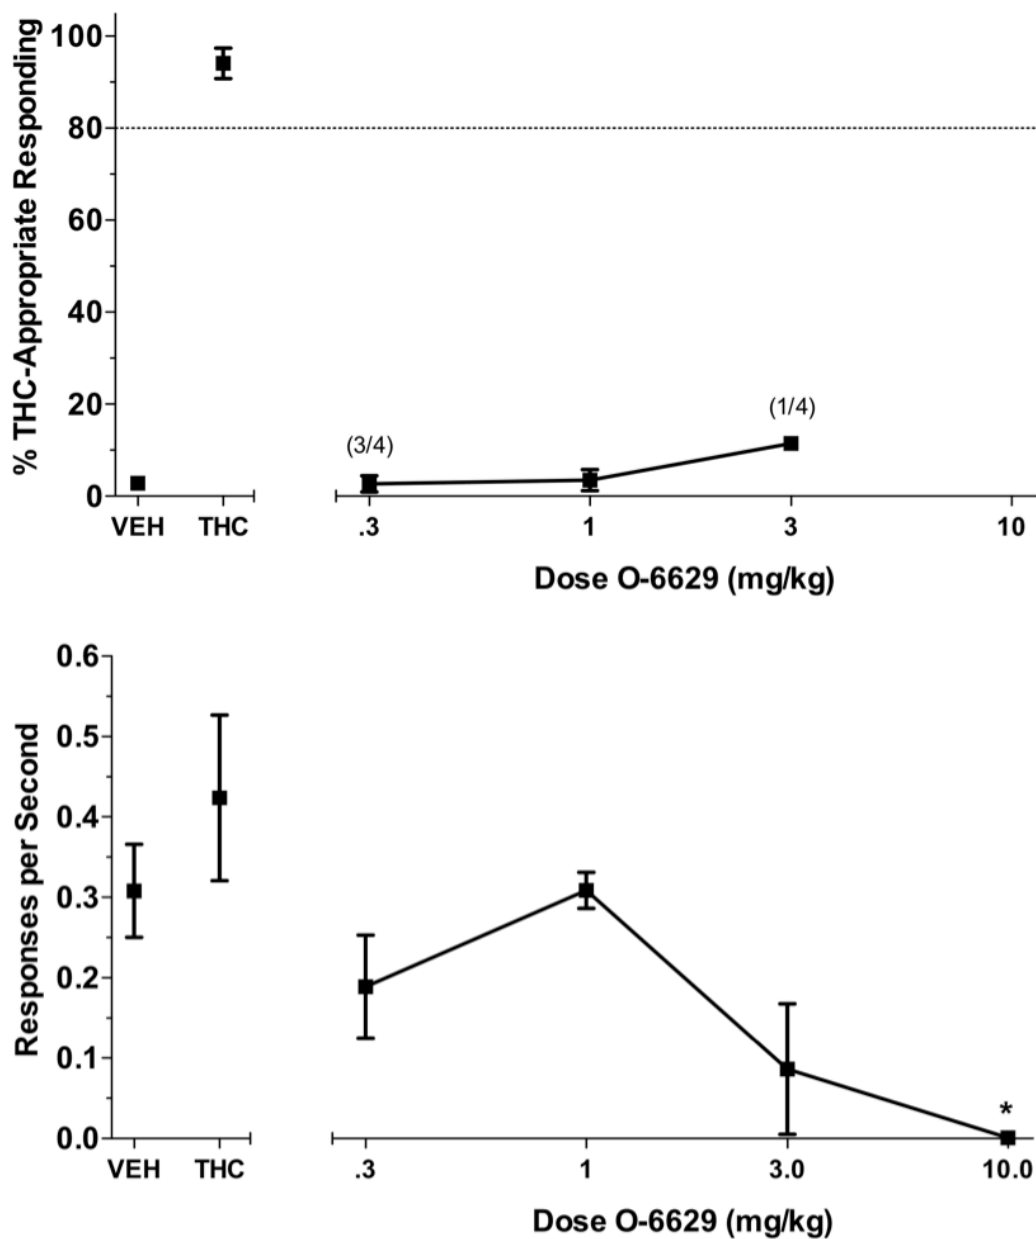 % THC-Appropriate Responding
100
80
60
40
20
0
(3/4)
(1/4)
VEH THC .3 1 3 10
Dose O-6629 (mg/kg)
Responses per Second
0.6
0.5
0.4
0.3
0.2
0.1
0.0
*
VEH THC .3 1 3.0 10.0
Dose O-6629 (mg/kg)